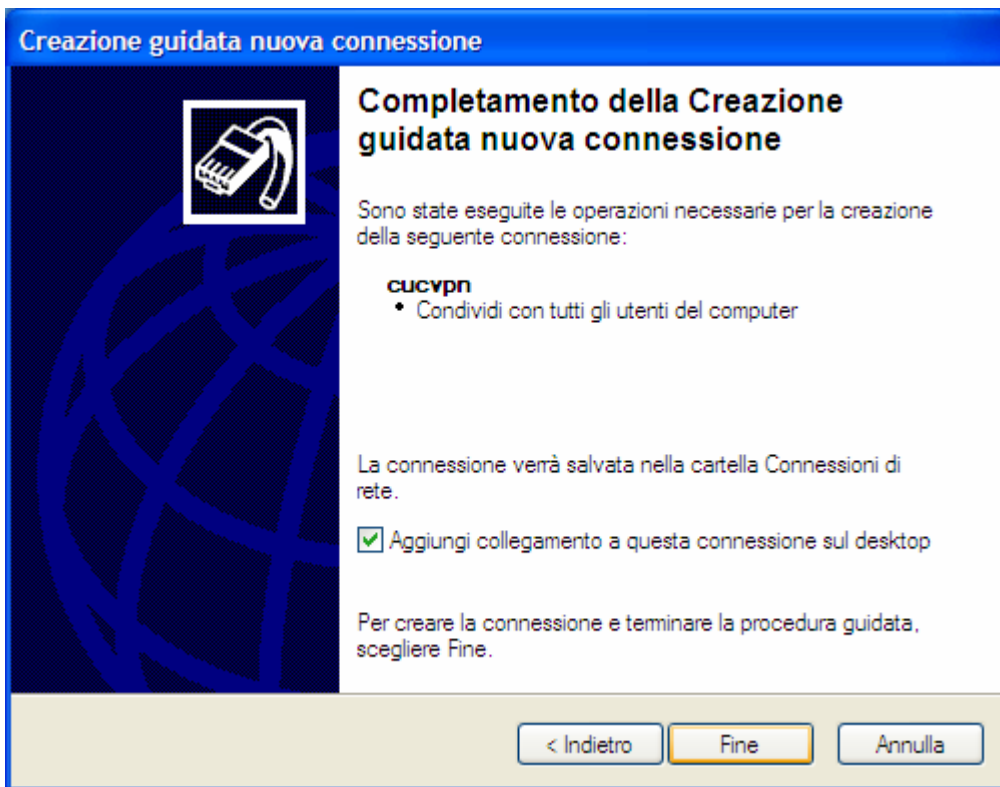 Creazione guidata nuova connessione
Completamento della Creazione
guidata nuova connessione
Sono state eseguite le operazioni necessarie per la creazione
della seguente connessione:
cucvpn
• Condividi con tutti gli utenti del computer
La connessione verrà salvata nella cartella Connessioni di
rete.
Aggiungi collegamento a questa connessione sul desktop
Per creare la connessione e terminare la procedura guidata,
scegliere Fine.
< Indietro Fine Annulla